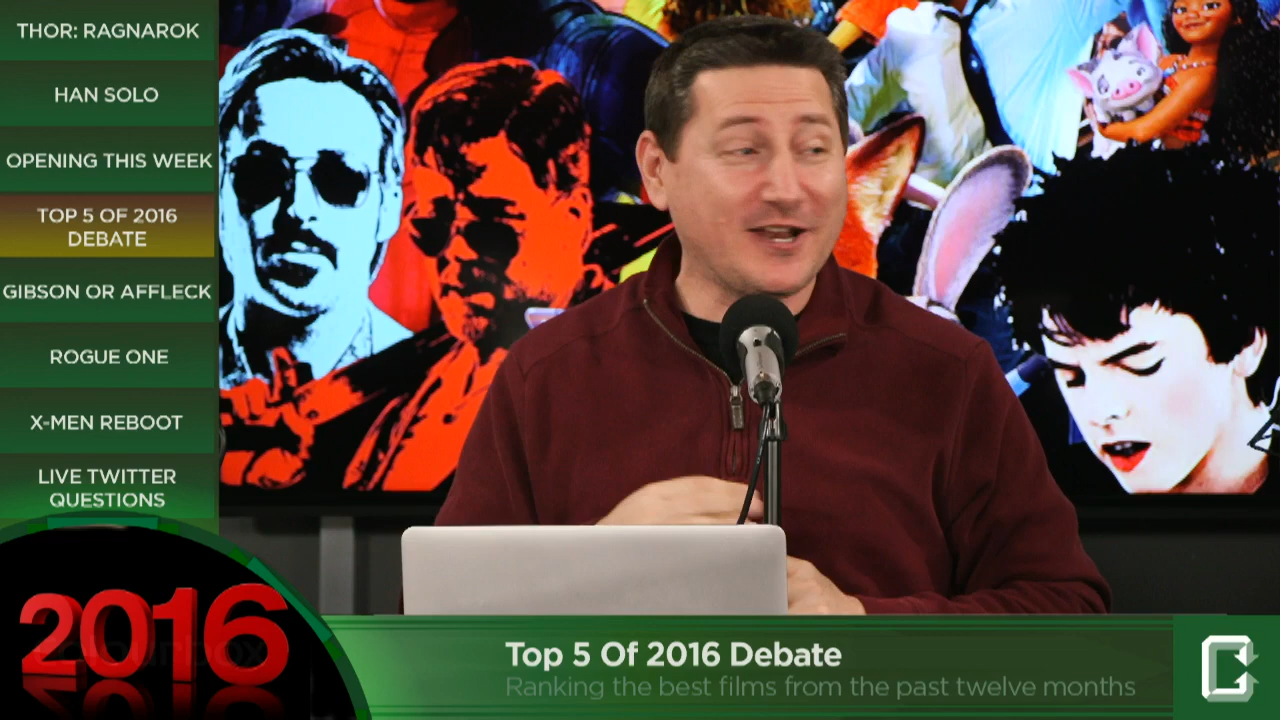 THOR: RAGNAROK
HAN SOLO
OPENING THIS WEEK
TOP 5 OF 2016
DEBATE
GIBSON OR AFFLECK
ROGUE ONE
X-MEN REBOOT
LIVE TWITTER
QUESTIONS
2016
Top 5 Of 2016 Debate
Ranking the best films from the past twelve months